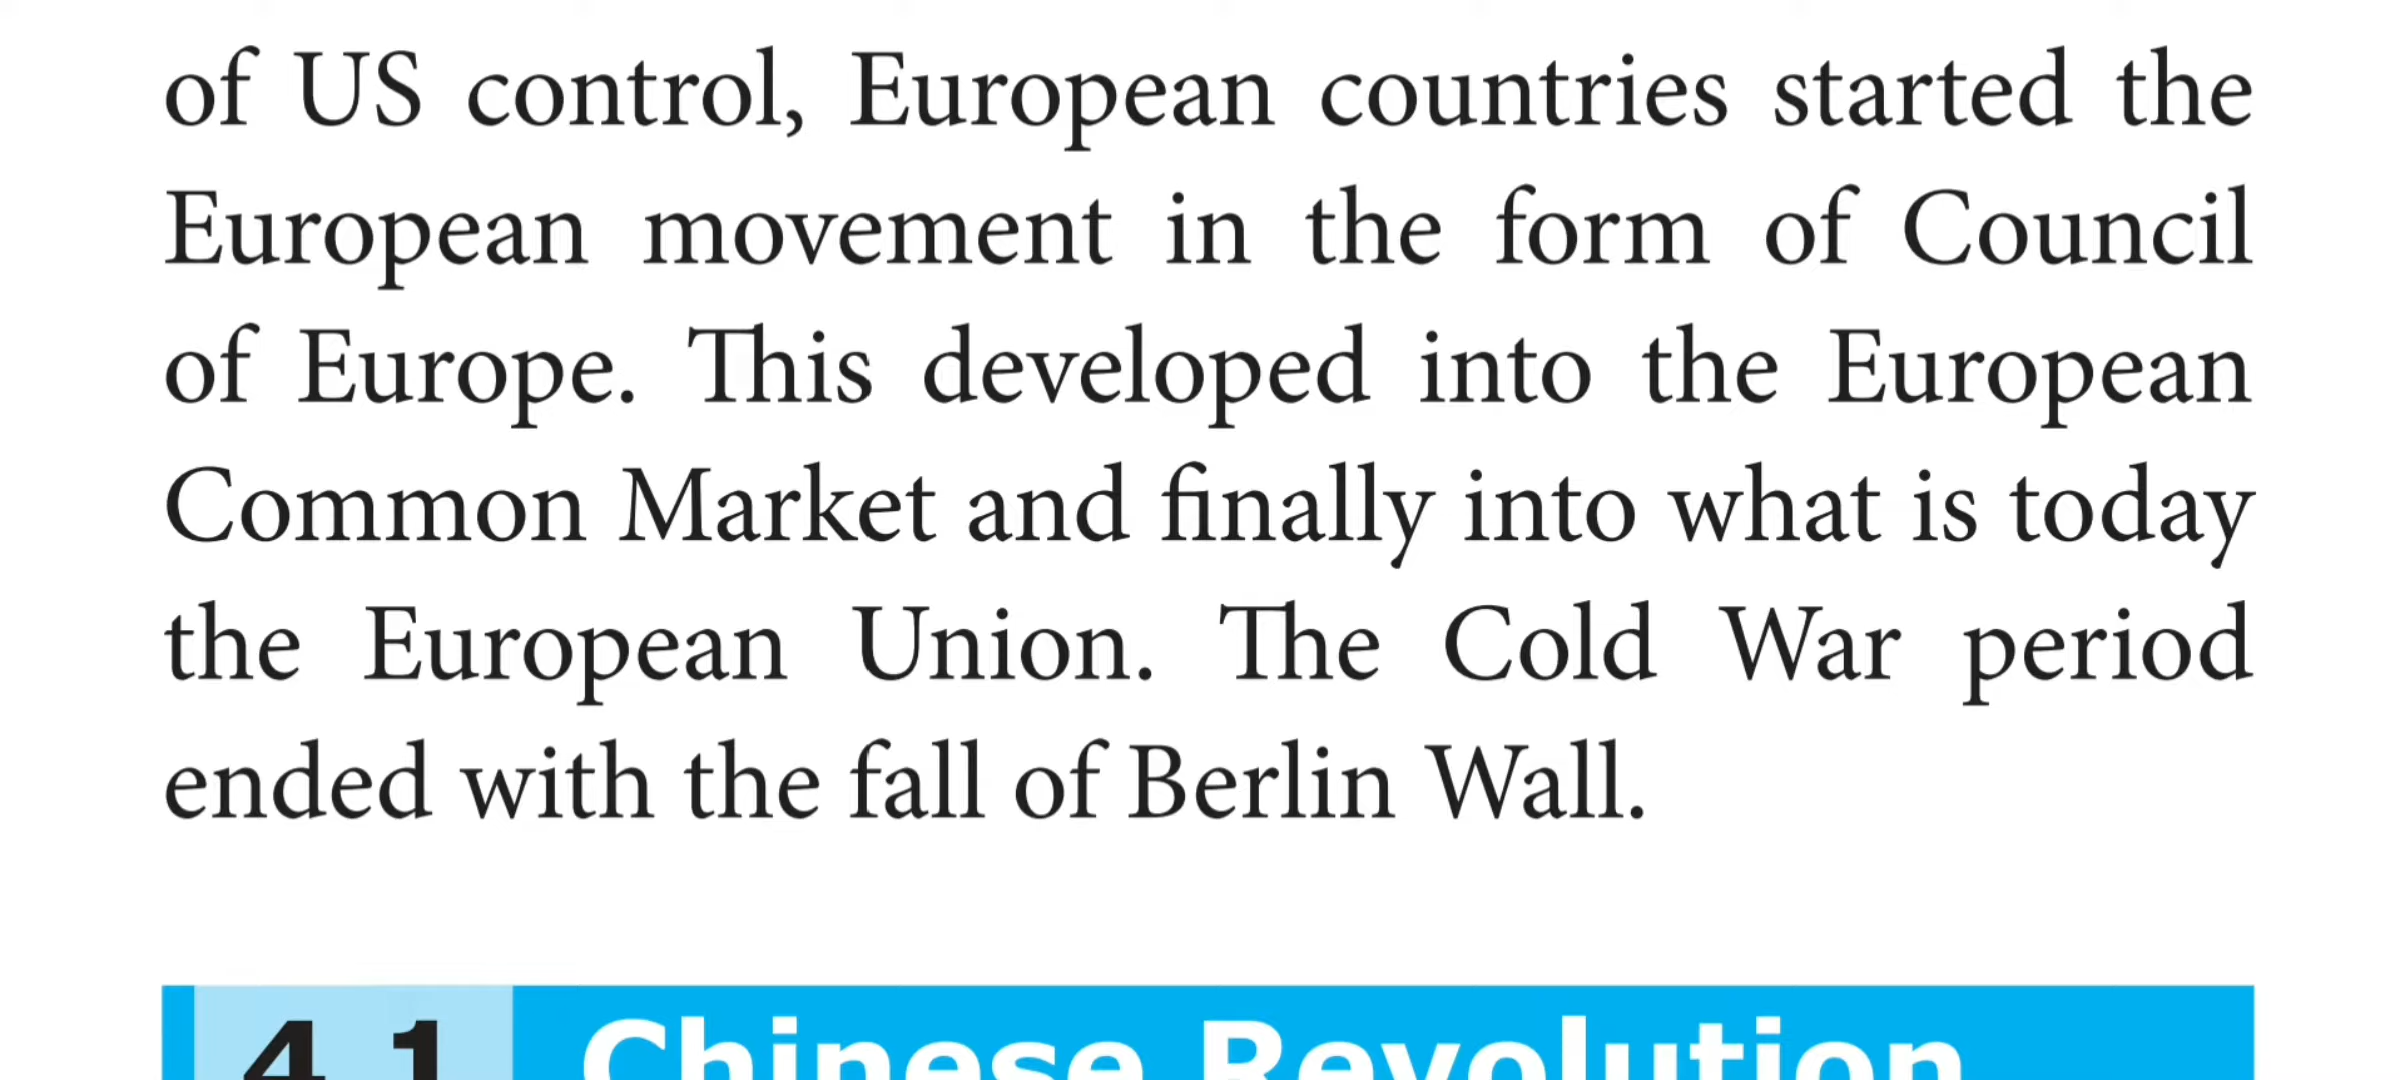 of US control, European countries started the
European movement in the form of Council
of Europe. This developed into the European
Common Market and finally into what is today
the European Union. The Cold War period
ended with the fall of Berlin Wall.
4.1 Chinese Revolution